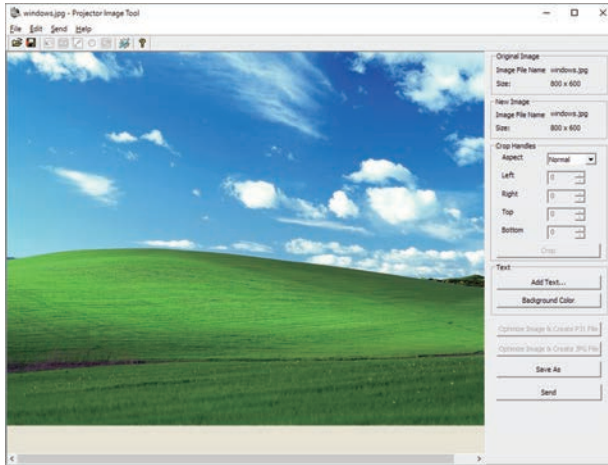 windows.jpg - Projector Image Tool
File Edit Send Help
Original Image
Image File Name windows.jpg
Size: 800 x 600
New Image
Image File Name windows.jpg
Size: 800 x 600
Crop Handles
Aspect Normal
Left 0
Right 0
Top 0
Bottom 0
Crop
Text
Add Text...
Background Color
Optimize Image & Create PJI File
Optimize Image & Create JPG File
Save As
Send